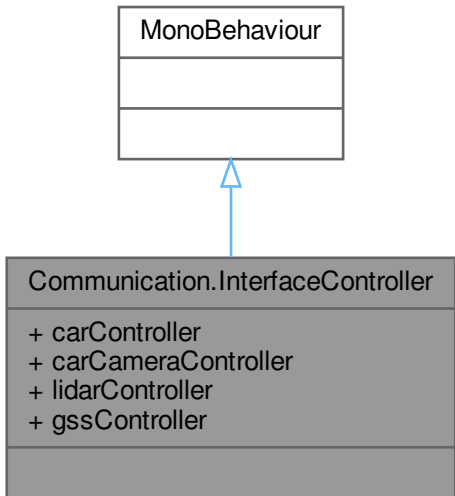 MonoBehaviour
Communication.InterfaceController
+ carController
+ carCameraController
+ lidarController
+ gssController